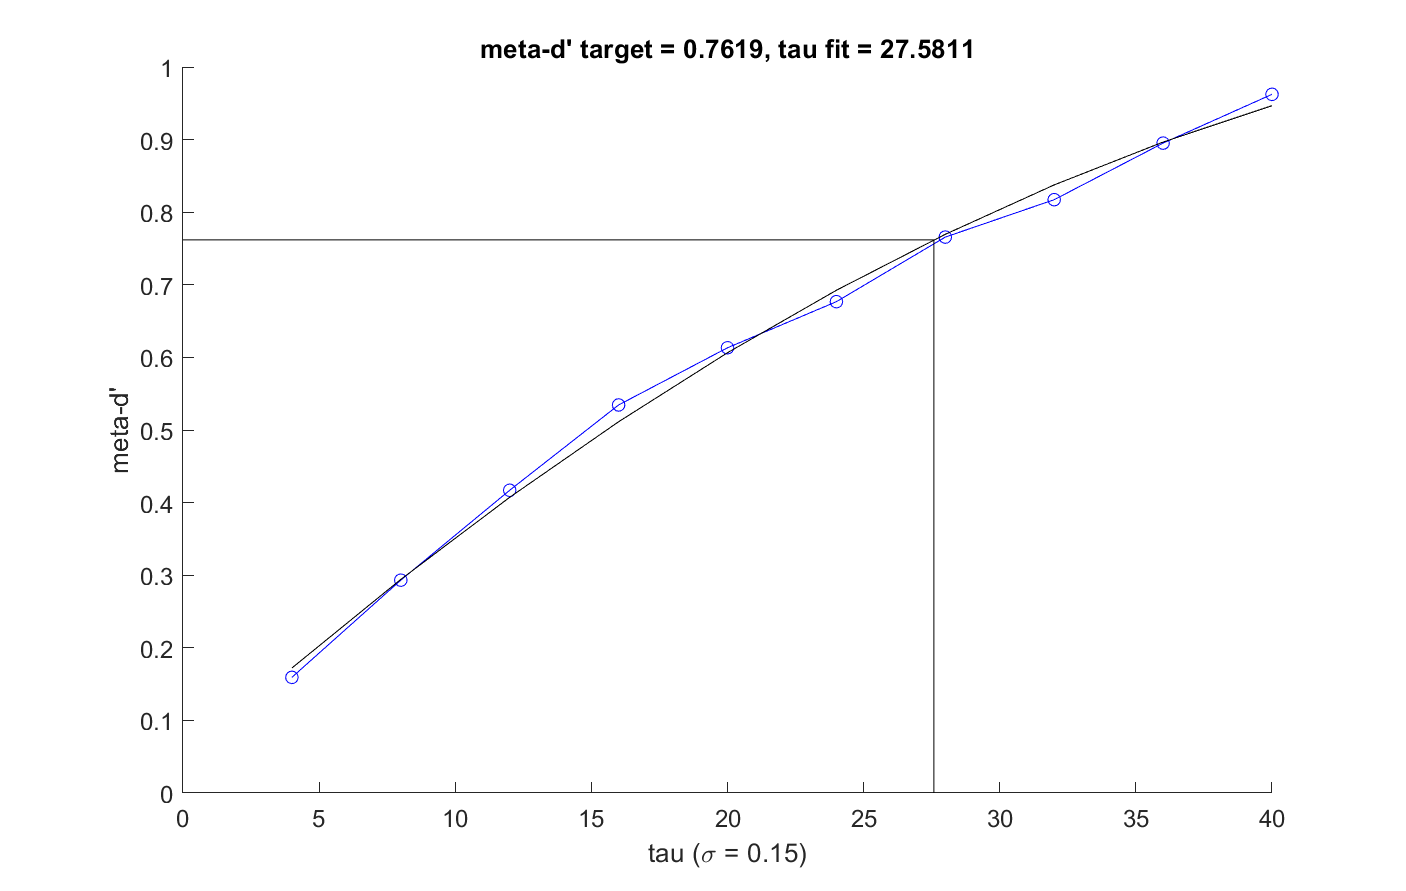 meta-d' target = 0.7619, tau fit = 27.5811
1
0.9
0.8
0.7
0.6
0.5
0.4
0.3
0.2
0.1
0
meta-d'
0 5 10 15 20 25 30 35 40
tau (σ = 0.15)